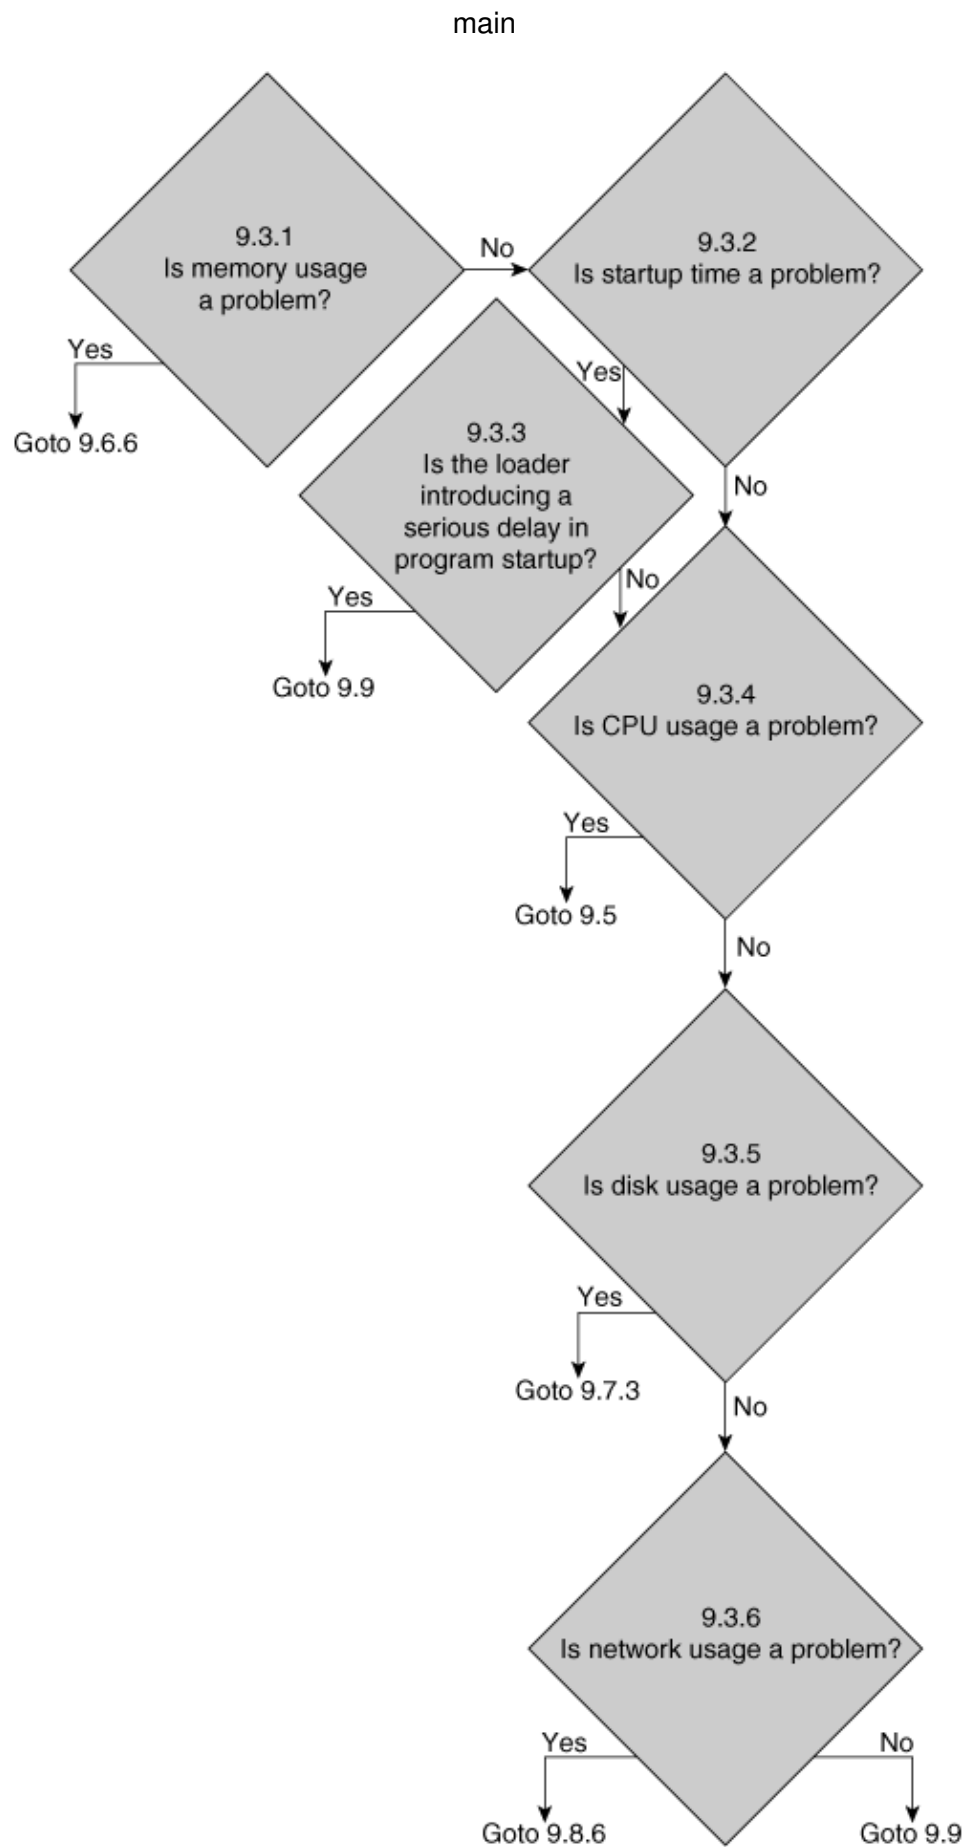 main
9.3.1
Is memory usage
a problem?
No
9.3.2
Is startup time a problem?
Yes
Goto 9.6.6
Yes
9.3.3
Is the loader
introducing a
serious delay in
program startup?
No
No
Yes
Goto 9.9
9.3.4
Is CPU usage a problem?
Yes
Goto 9.5
No
9.3.5
Is disk usage a problem?
Yes
Goto 9.7.3
No
9.3.6
Is network usage a problem?
Yes
No
Goto 9.8.6
Goto 9.9